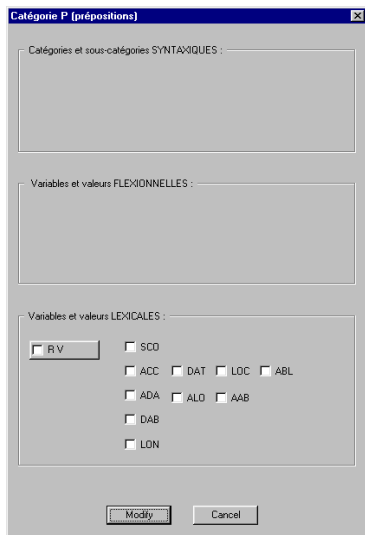 Catégorie P (prépositions)
Catégories et sous-catégories SYNTAXIQUES :
Variables et valeurs FLEXIONNELLES :
Variables et valeurs LEXICALES :
R V
SCO
ACC DAT LOC ABL
ADA ALO AAB
DAB
LON
Modify Cancel